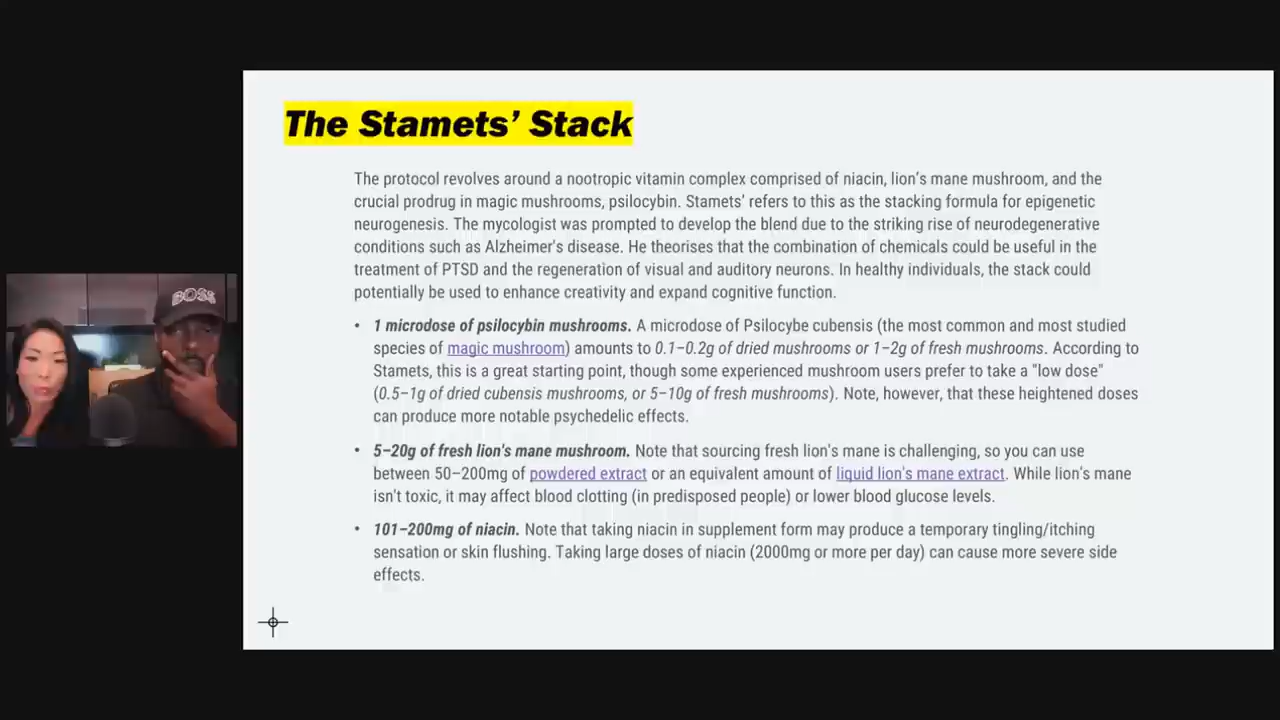 The Stamets' Stack
The protocol revolves around a nootropic vitamin complex comprised of niacin, lion's mane mushroom, and the
crucial prodrug in magic mushrooms, psilocybin. Stamets' refers to this as the stacking formula for epigenetic
neurogenesis. The mycologist was prompted to develop the blend due to the striking rise of neurodegenerative
conditions such as Alzheimer's disease. He theorises that the combination of chemicals could be useful in the
treatment of PTSD and the regeneration of visual and auditory neurons. In healthy individuals, the stack could
potentially be used to enhance creativity and expand cognitive function.
• 1 microdose of psilocybin mushrooms. A microdose of Psilocybe cubensis (the most common and most studied
species of magic mushroom) amounts to 0.1–0.2g of dried mushrooms or 1–2g of fresh mushrooms. According to
Stamets, this is a great starting point, though some experienced mushroom users prefer to take a "low dose"
(0.5–1g of dried cubensis mushrooms, or 5–10g of fresh mushrooms). Note, however, that these heightened doses
can produce more notable psychedelic effects.
• 5–20g of fresh lion's mane mushroom. Note that sourcing fresh lion's mane is challenging, so you can use
between 50–200mg of powdered extract or an equivalent amount of liquid lion's mane extract. While lion's mane
isn't toxic, it may affect blood clotting (in predisposed people) or lower blood glucose levels.
• 101–200mg of niacin. Note that taking niacin in supplement form may produce a temporary tingling/itching
sensation or skin flushing. Taking large doses of niacin (2000mg or more per day) can cause more severe side
effects.
BOSS